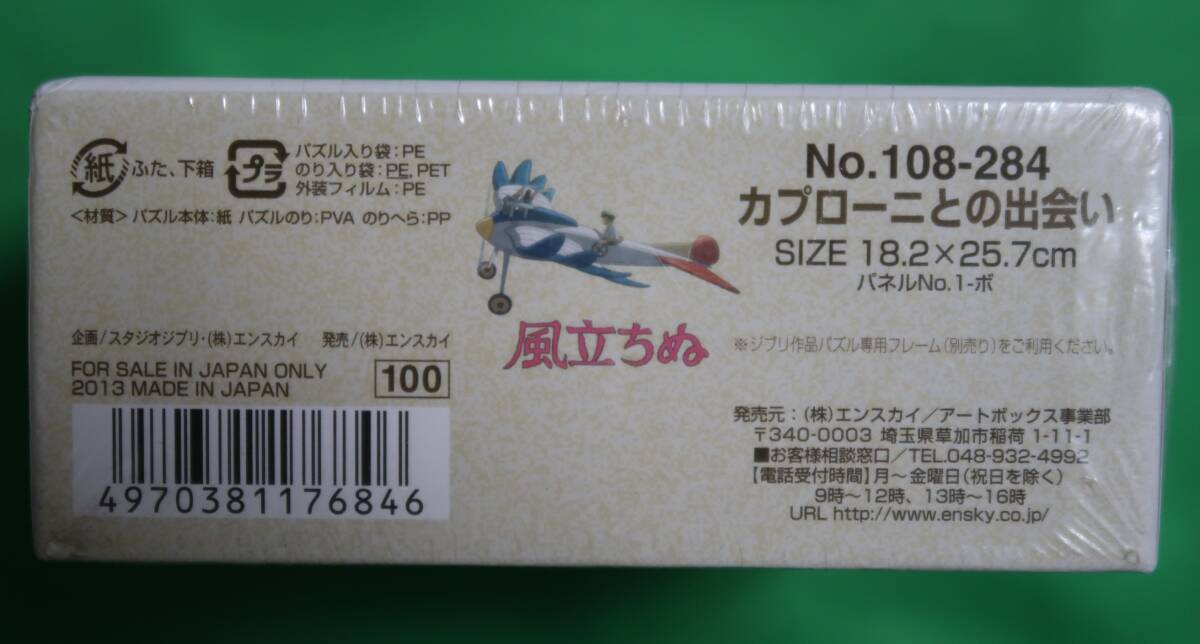 紙 ふた、下箱
プラ
パズル入り袋:PE
のり入り袋:PE, PET
外装フィルム:PE
<材質> パズル本体:紙 パズルのり:PVA のりへら:PP
No.108-284
カプローニとの出会い
SIZE 18.2×25.7cm
パネルNo.1-ボ
風立ちぬ
※ジブリ作品パズル専用フレーム(別売り)をご利用ください。
企画/スタジオジブリ・(株)エンスカイ 発売/(株)エンスカイ
FOR SALE IN JAPAN ONLY
2013 MADE IN JAPAN
100
4970381176846
発売元:(株)エンスカイ/アートボックス事業部
〒340-0003 埼玉県草加市稲荷 1-11-1
■お客様相談窓口/TEL.048-932-4992
【電話受付時間】月〜金曜日(祝日を除く)
9時〜12時、13時〜16時
URL http://www.ensky.co.jp/